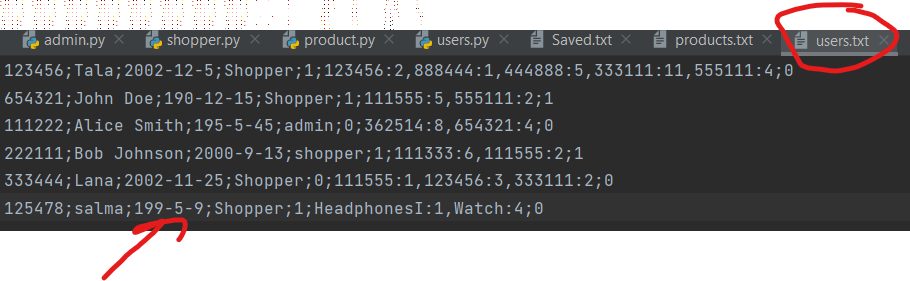 admin.py shopper.py product.py users.py Saved.txt products.txt users.txt
123456;Tala;2002-12-5;Shopper;1;123456:2,888444:1,444888:5,333111:11,555111:4;0
654321;John Doe;190-12-15;Shopper;1;111555:5,555111:2;1
111222;Alice Smith;195-5-45;admin;0;362514:8,654321:4;0
222111;Bob Johnson;2000-9-13;shopper;1;111333:6,111555:2;1
333444;Lana;2002-11-25;Shopper;0;111555:1,123456:3,333111:2;0
125478;salma;199-5-9;Shopper;1;HeadphonesI:1,Watch:4;0